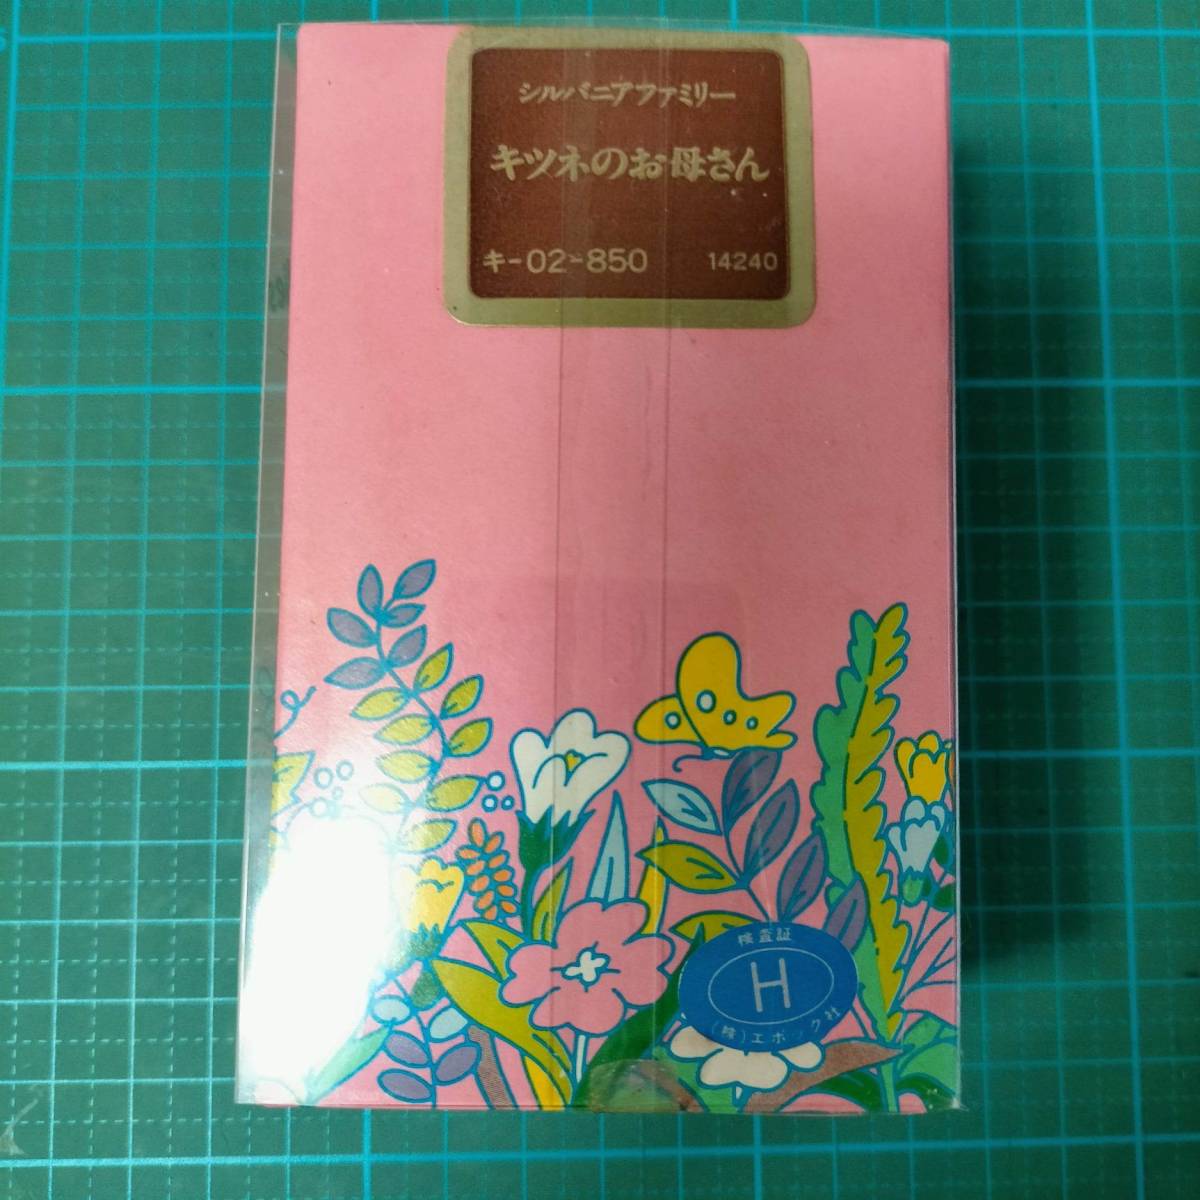 シルバニアファミリー
キツネのお母さん
キ-02-850 14240
検査証
H
(株)エポック社